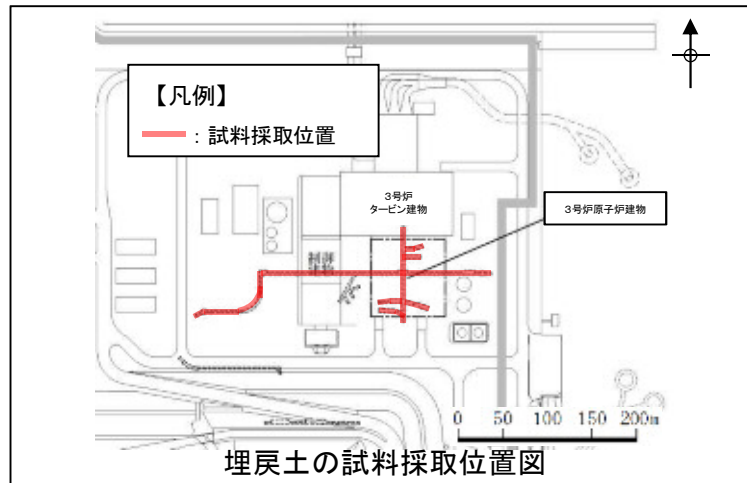 【凡例】
：試料採取位置
3号炉
タービン建物
3号炉原子炉建物
0 50 100 150 200m
埋戻土の試料採取位置図